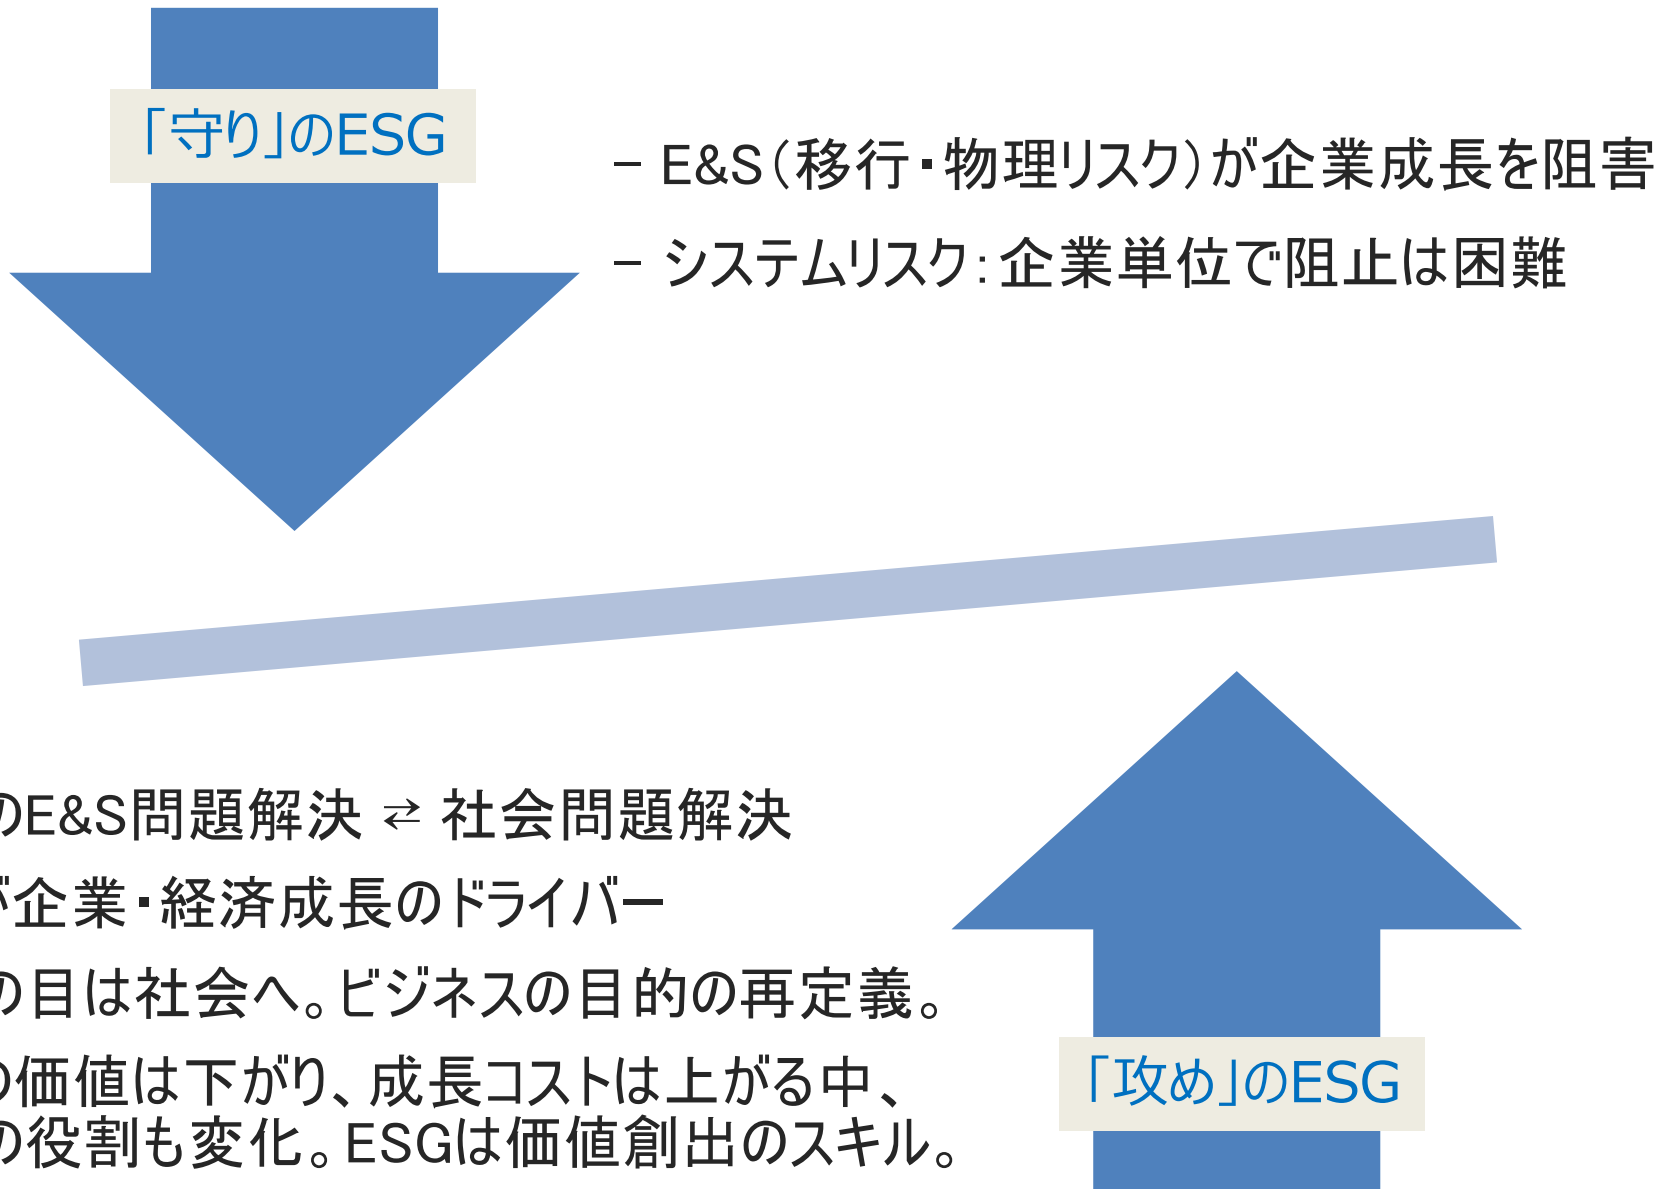 「守り」のESG
– E&S（移行・物理リスク）が企業成長を阻害
– システムリスク：企業単位で阻止は困難
のE&S問題解決 ⇄ 社会問題解決
が企業・経済成長のドライバー
の目は社会へ。ビジネスの目的の再定義。
の価値は下がり、成長コストは上がる中、
の役割も変化。ESGは価値創出のスキル。
「攻め」のESG